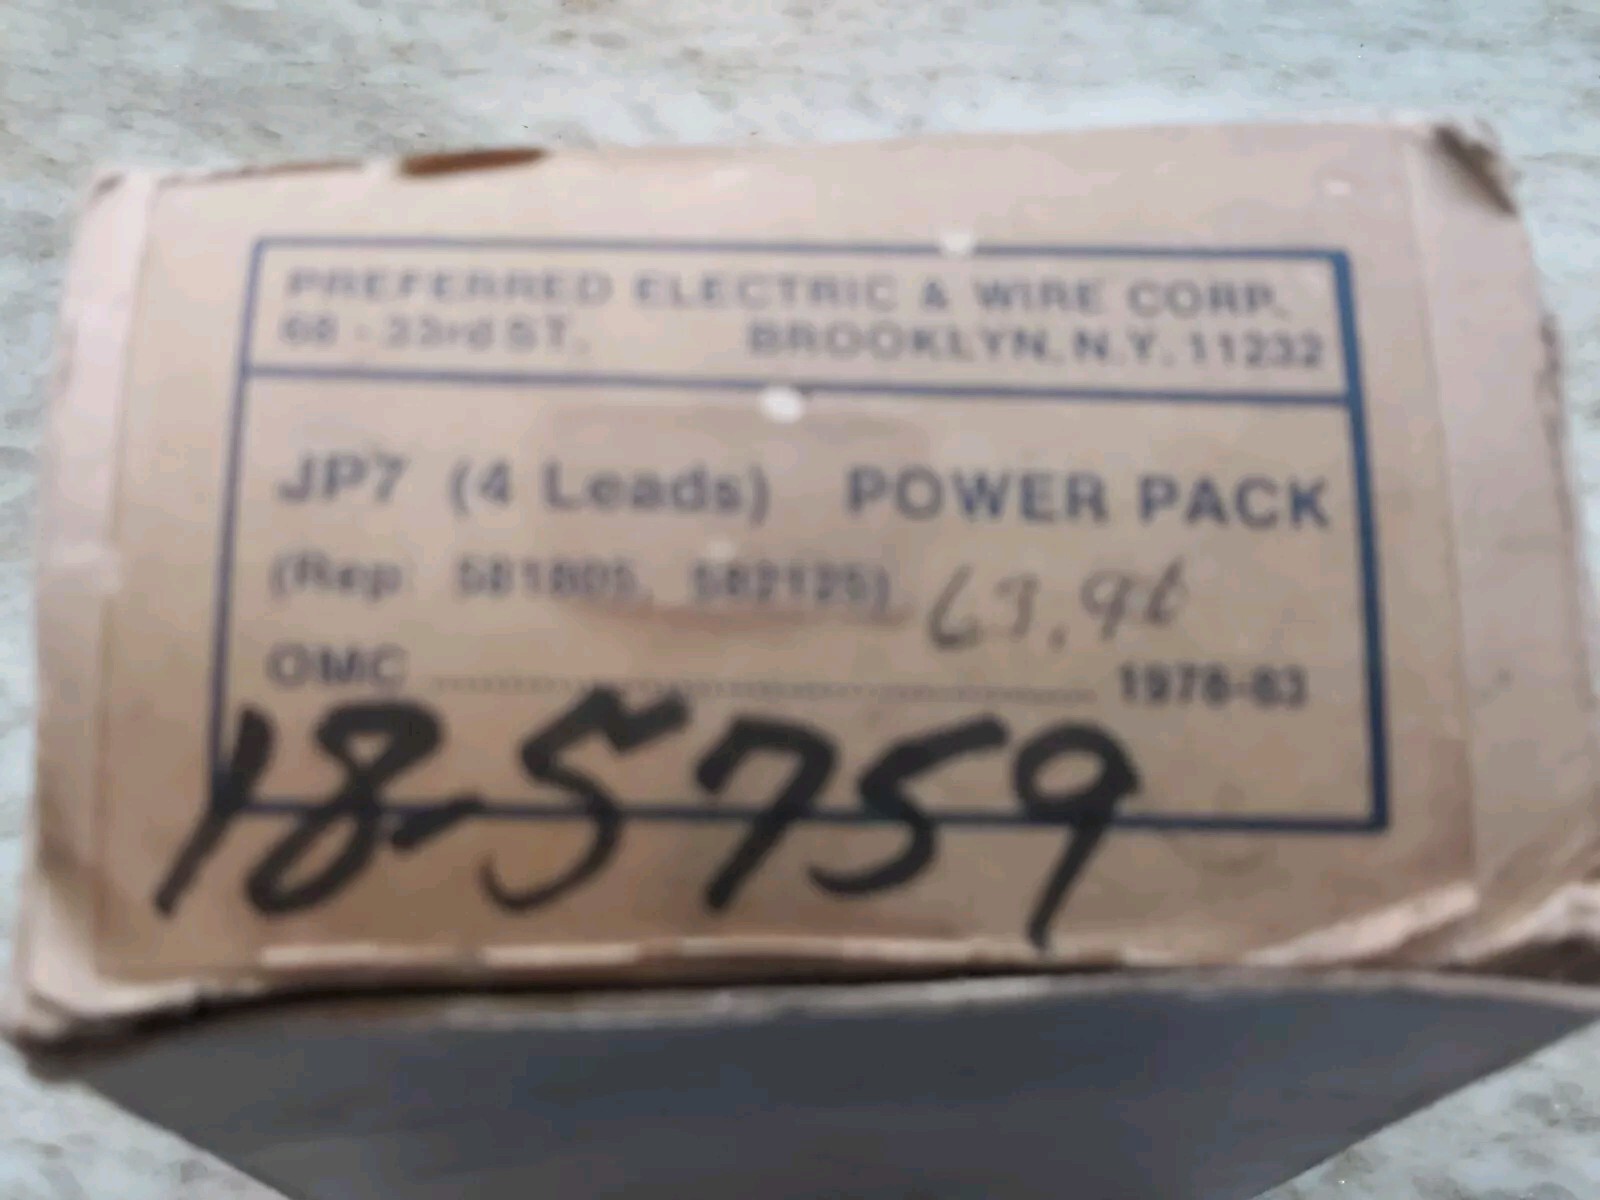 PREFERRED ELECTRIC & WIRE CORP.
68 - 33rd ST. BROOKLYN, N.Y. 11232
JP7 (4 Leads) POWER PACK
(Rep 581805, 582125) 63.96
OMC 1978-83
18-5759